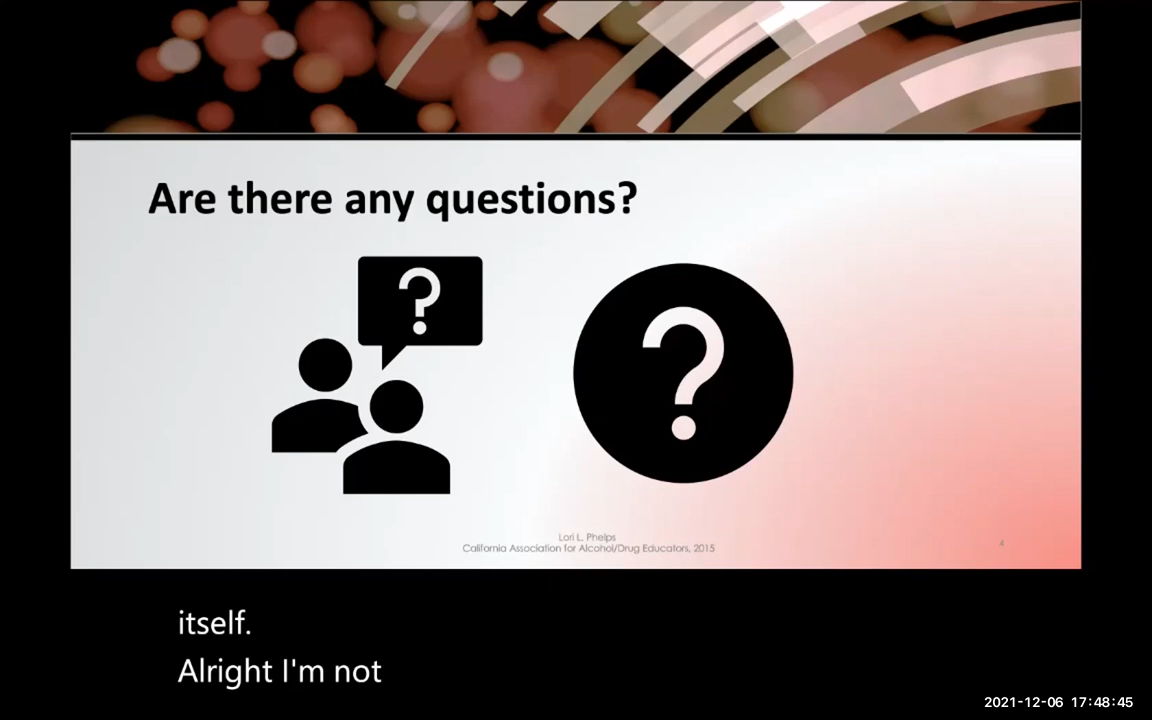 Are there any questions?
?
?
Lori L. Phelps
California Association for Alcohol/Drug Educators, 2015
4
itself.
Alright I'm not
2021-12-06 17:48:45